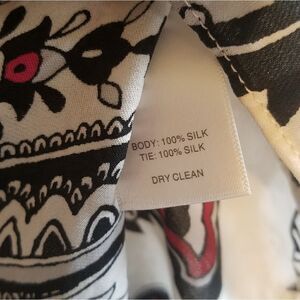 BODY: 100% SILK
TIE: 100% SILK
DRY CLEAN